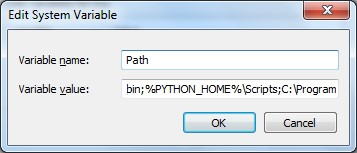 Edit System Variable
Variable name: Path
Variable value: bin;%PYTHON_HOME%\Scripts;C:\Program
OK Cancel